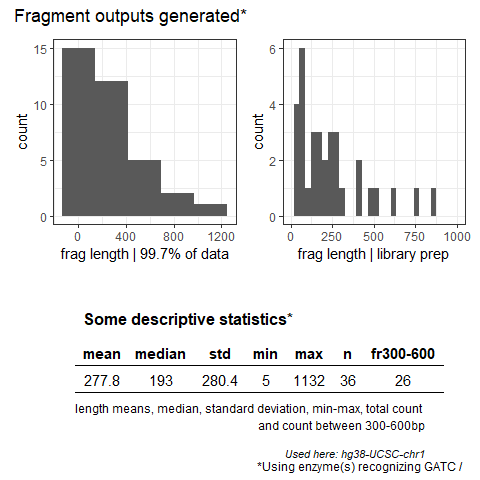 Fragment outputs generated*
15
10
5
0
count
0 400 800 1200
frag length | 99.7% of data
6
4
2
0
count
0 250 500 750 1000
frag length | library prep
Some descriptive statistics*
mean median std min max n fr300-600
277.8 193 280.4 5 1132 36 26
length means, median, standard deviation, min-max, total count
and count between 300-600bp
Used here: hg38-UCSC-chr1
*Using enzyme(s) recognizing GATC /